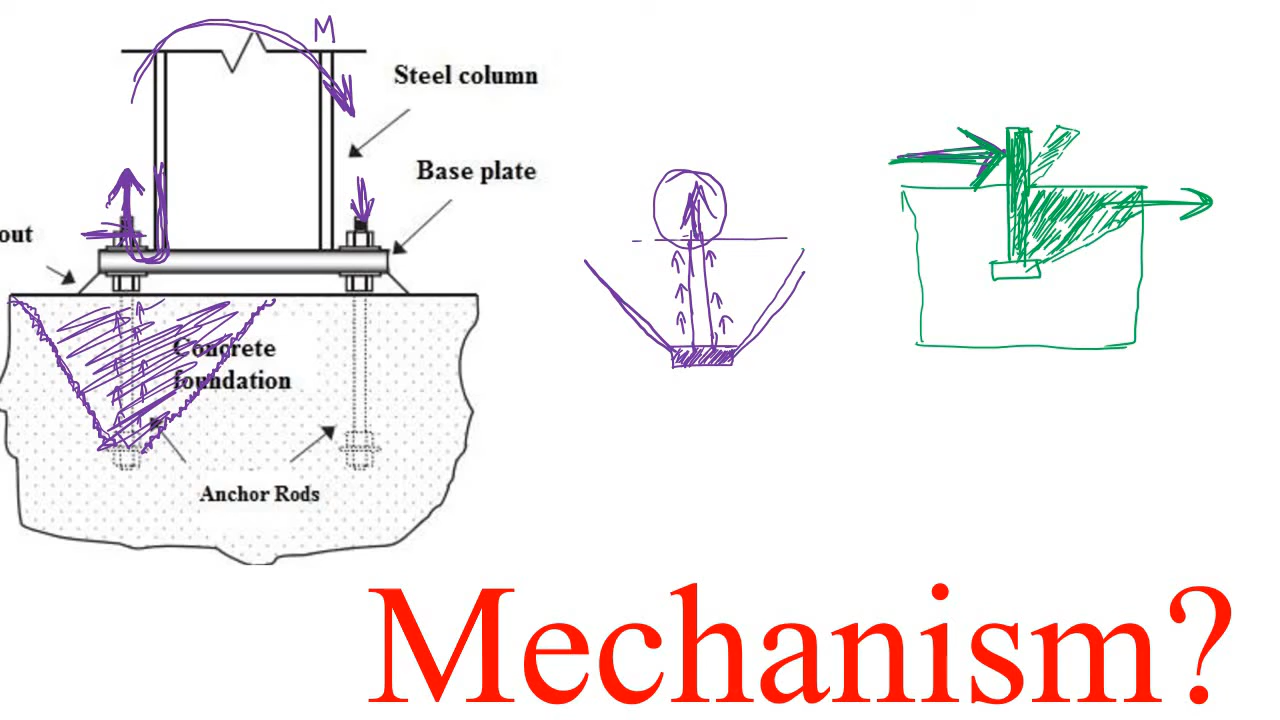 M
Steel column
Base plate
out
Concrete
foundation
Anchor Rods
Mechanism?